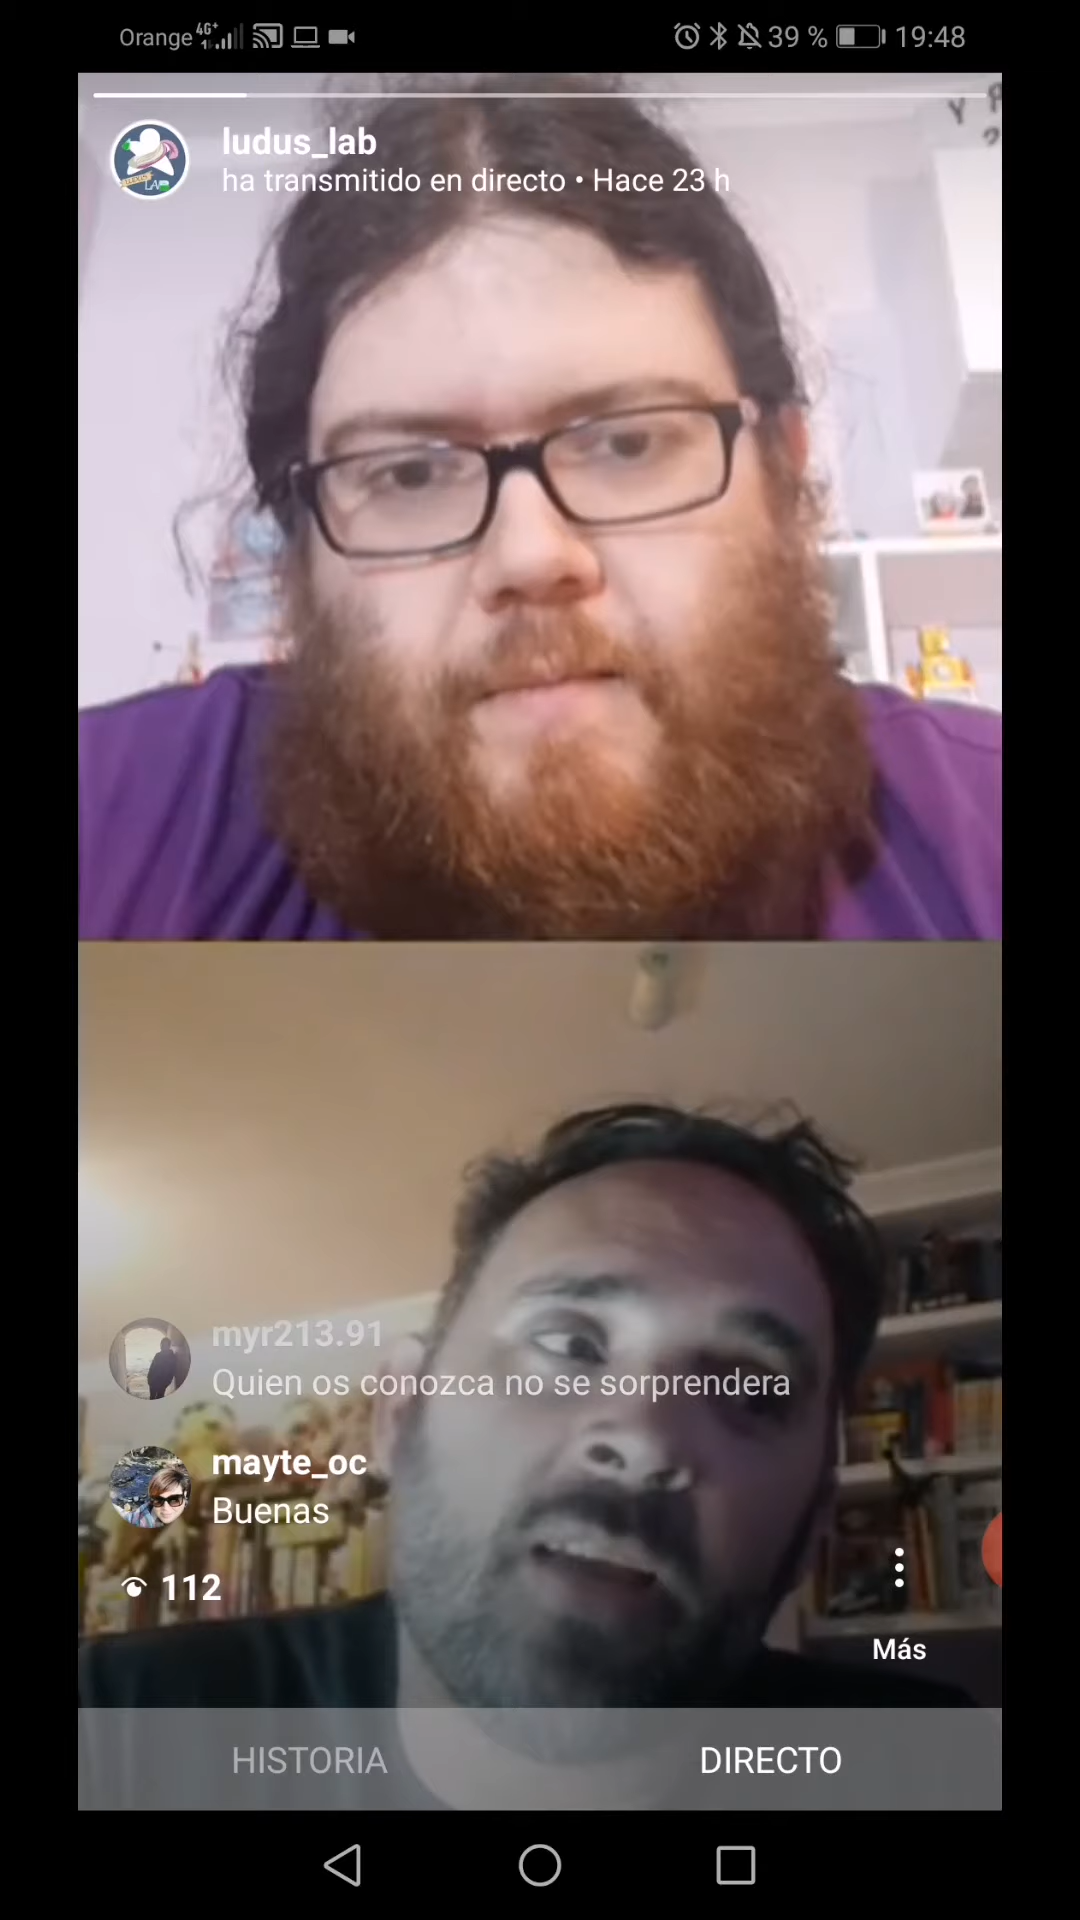 Orange 4G+ 39 % 19:48
ludus_lab
ha transmitido en directo • Hace 23 h
myr213.91
Quien os conozca no se sorprendera
mayte_oc
Buenas
112
Más
HISTORIA DIRECTO